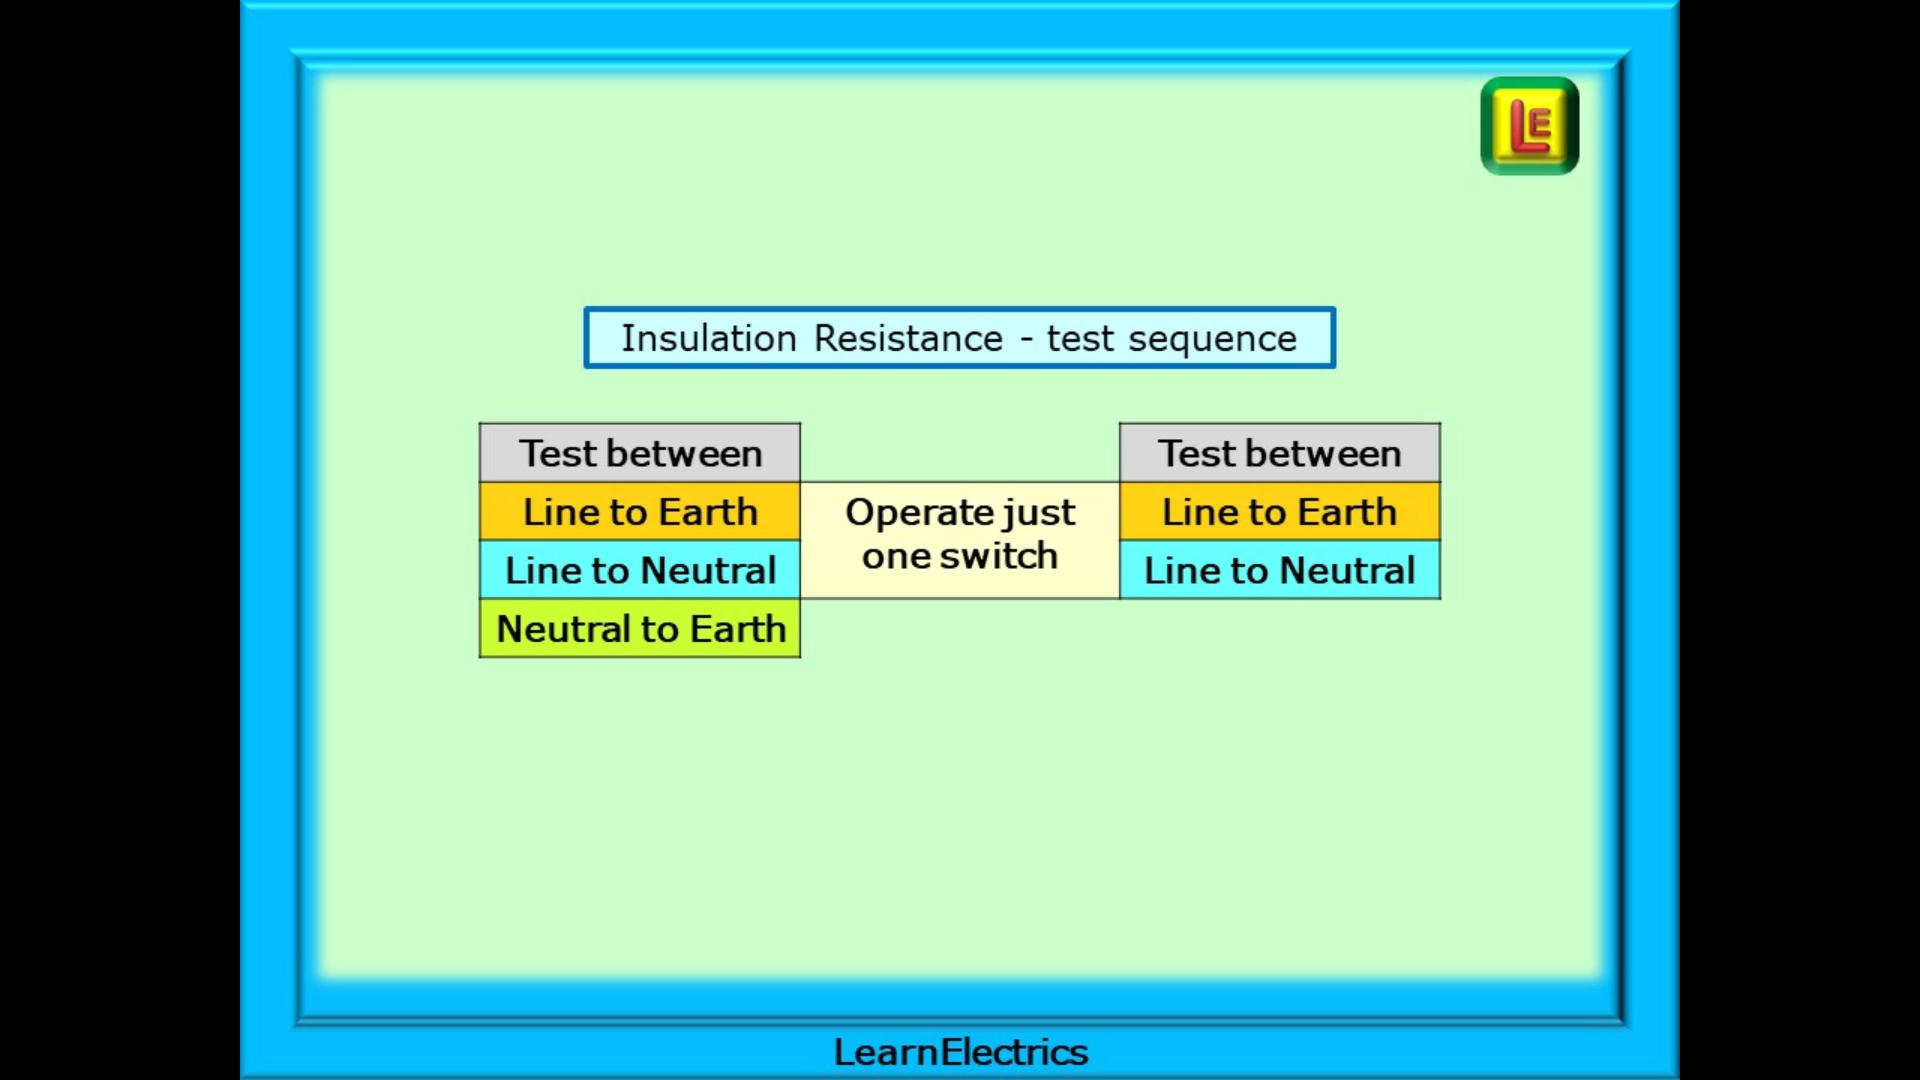 LE
Insulation Resistance - test sequence
Test between
Line to Earth
Line to Neutral
Neutral to Earth
Operate just
one switch
Test between
Line to Earth
Line to Neutral
LearnElectrics